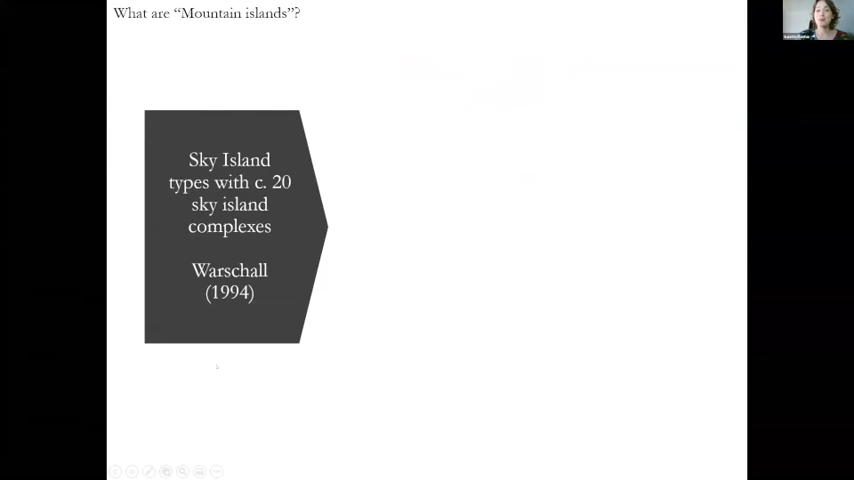 What are “Mountain islands”?
Sky Island
types with c. 20
sky island
complexes
Warschall
(1994)